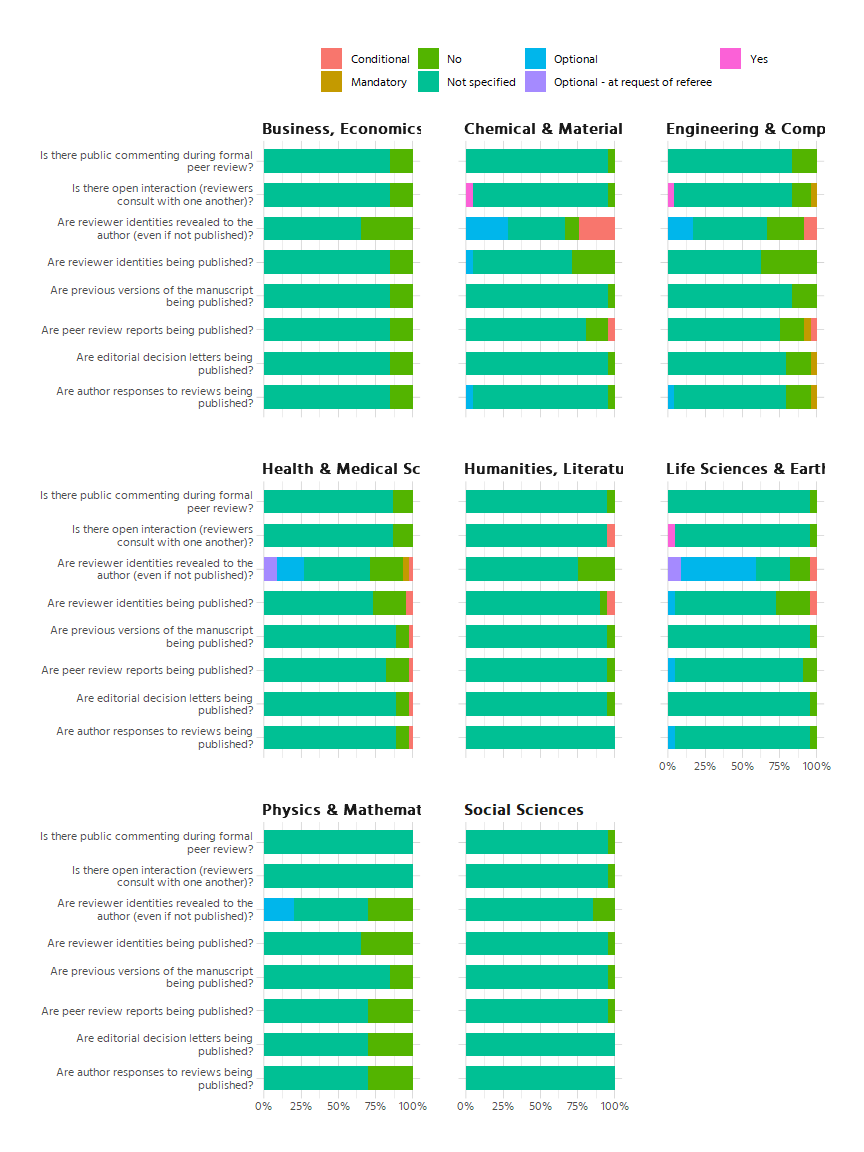 Conditional No Optional Yes
Mandatory Not specified Optional - at request of referee
Business, Economics Chemical & Material Engineering & Comp
Is there public commenting during formal
peer review?
Is there open interaction (reviewers
consult with one another)?
Are reviewer identities revealed to the
author (even if not published)?
Are reviewer identities being published?
Are previous versions of the manuscript
being published?
Are peer review reports being published?
Are editorial decision letters being
published?
Are author responses to reviews being
published?
Health & Medical Sc Humanities, Literatu Life Sciences & Earth
Is there public commenting during formal
peer review?
Is there open interaction (reviewers
consult with one another)?
Are reviewer identities revealed to the
author (even if not published)?
Are reviewer identities being published?
Are previous versions of the manuscript
being published?
Are peer review reports being published?
Are editorial decision letters being
published?
Are author responses to reviews being
published?
0% 25% 50% 75% 100%
Physics & Mathemat Social Sciences
Is there public commenting during formal
peer review?
Is there open interaction (reviewers
consult with one another)?
Are reviewer identities revealed to the
author (even if not published)?
Are reviewer identities being published?
Are previous versions of the manuscript
being published?
Are peer review reports being published?
Are editorial decision letters being
published?
Are author responses to reviews being
published?
0% 25% 50% 75% 100% 0% 25% 50% 75% 100%